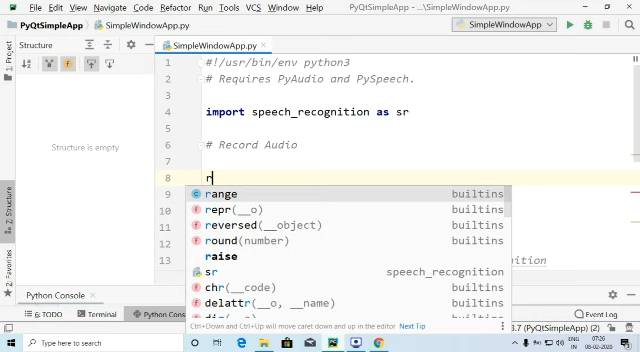 File Edit View Navigate Code Refactor Run Tools VCS Window Help
PyQtSimpleApp - ...\SimpleWindowApp.py
PyQtSimpleApp
SimpleWindowApp.py
SimpleWindowApp
1: Project
Structure
SimpleWindowApp.py
Structure is empty
1 #!/usr/bin/env python3
2 # Requires PyAudio and PySpeech.
3
4 import speech_recognition as sr
5
6 # Record Audio
7
8 r
9
10
11
12
13
range builtins
repr(__o) builtins
reversed(__object) builtins
round(number) builtins
raise
sr speech_recognition
chr(__code) builtins
delattr(__o, __name) builtins
builtins
Ctrl+Down and Ctrl+Up will move caret down and up in the editor Next Tip
7: Structure
2: Favorites
Python Console
6: TODO
Terminal
Python Cons
Event Log
3.7 (PyQtSimpleApp) (2)
Type here to search
ENG
IN
07:26
08-02-2020